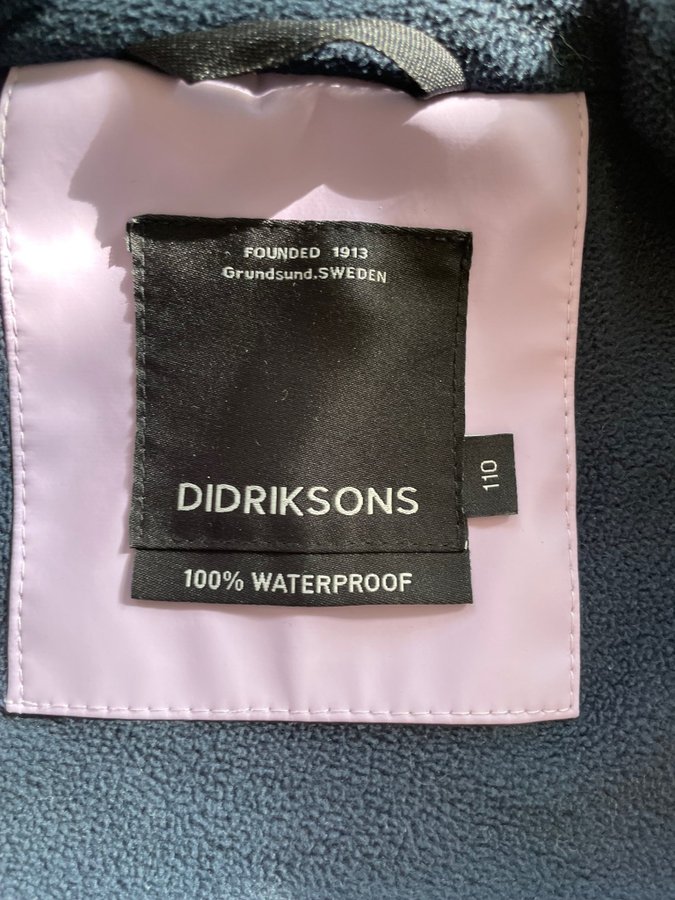 FOUNDED 1913
Grundsund.SWEDEN
DIDRIKSONS
110
100% WATERPROOF